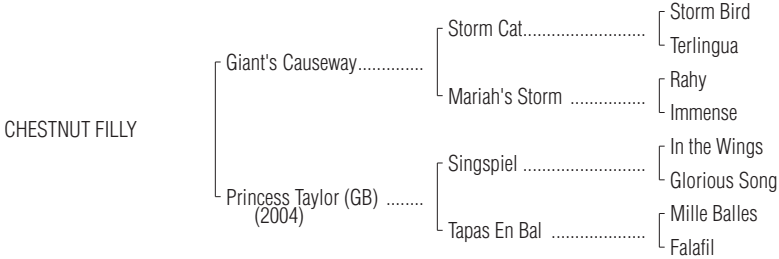 Storm Bird
Storm Cat..........................
Terlingua
Giant's Causeway..............
Rahy
Mariah's Storm ................
Immense
CHESTNUT FILLY
In the Wings
Singspiel ..........................
Glorious Song
Princess Taylor (GB) ........
(2004)
Mille Balles
Tapas En Bal ....................
Falafil